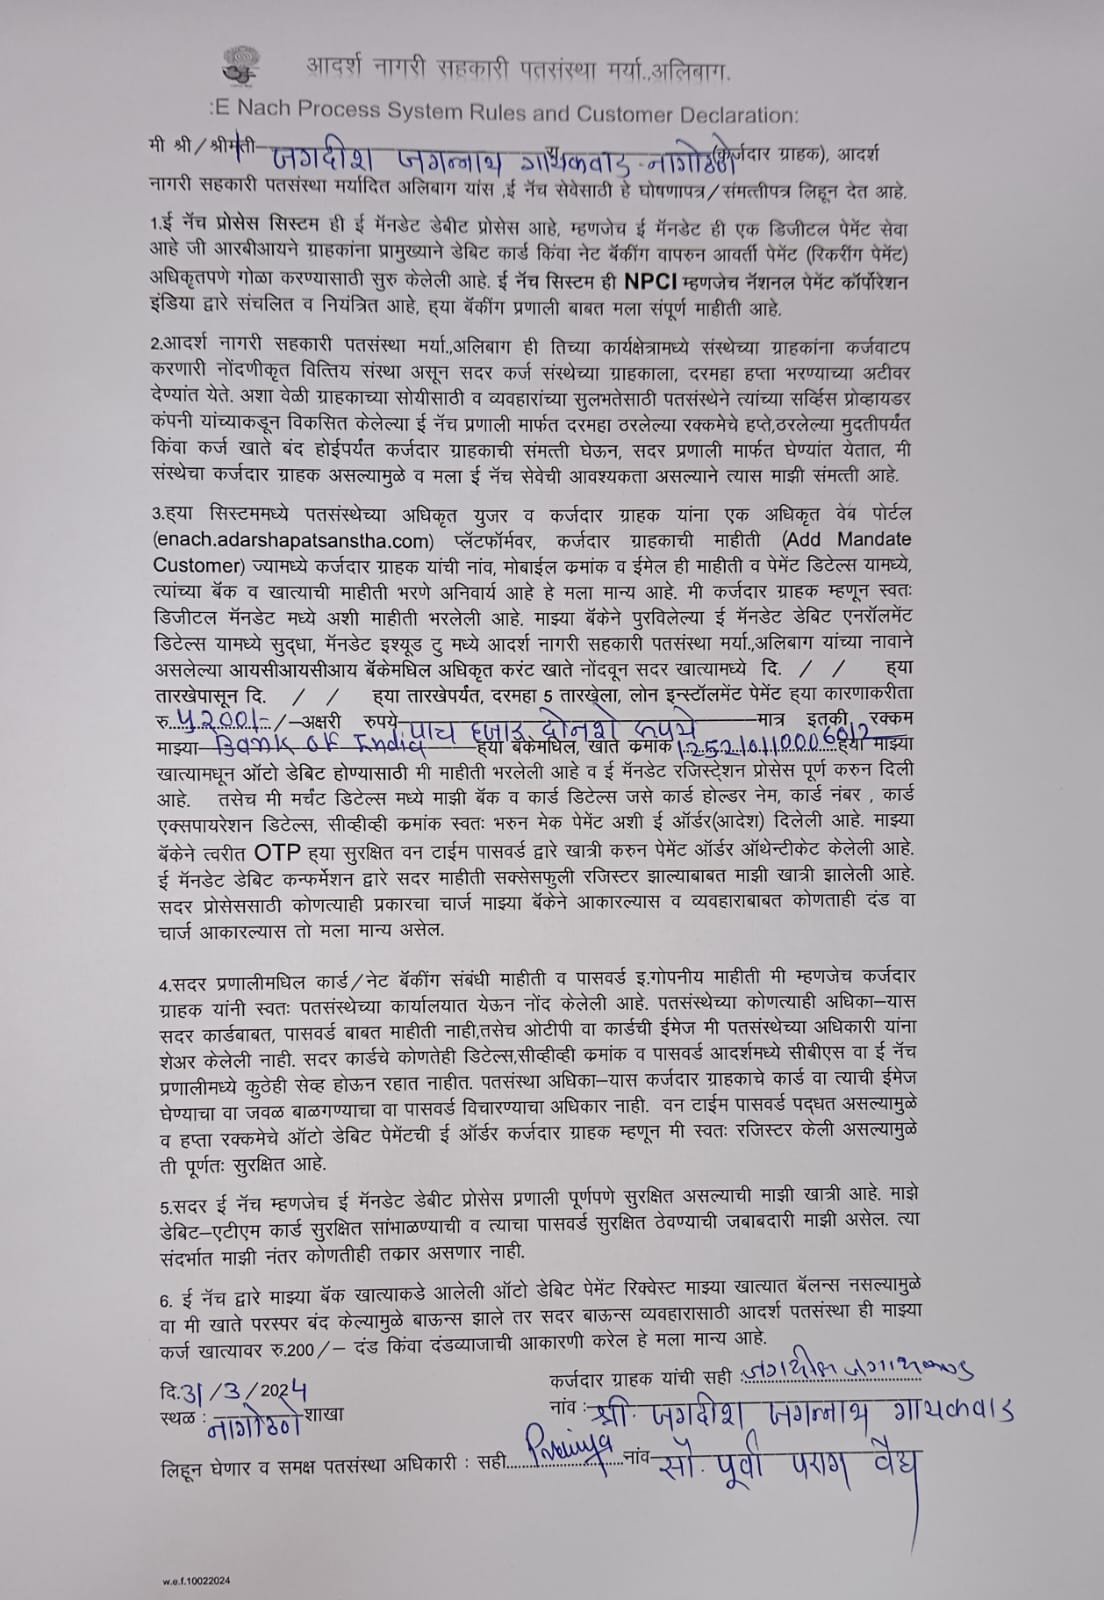 आदर्श नागरी सहकारी पतसंस्था मर्या.,अलिबाग.
:E Nach Process System Rules and Customer Declaration:
मी श्री/श्रीमती जगदीश जगन्नाथ गायकवाड - नागोठणे (कर्जदार ग्राहक), आदर्श
नागरी सहकारी पतसंस्था मर्यादित अलिबाग यांस ,ई नॅच सेवेसाठी हे घोषणापत्र/संमत्तीपत्र लिहून देत आहे.
1.ई नॅच प्रोसेस सिस्टम ही ई मॅनडेट डेबीट प्रोसेस आहे, म्हणजेच ई मॅनडेट ही एक डिजीटल पेमेंट सेवा
आहे जी आरबीआयने ग्राहकांना प्रामुख्याने डेबिट कार्ड किंवा नेट बॅकींग वापरुन आवर्ती पेमेंट (रिकरींग पेमेंट)
अधिकृतपणे गोळा करण्यासाठी सुरु केलेली आहे. ई नॅच सिस्टम ही NPCI म्हणजेच नॅशनल पेमेंट कॉर्पोरेशन
इंडिया द्वारे संचलित व नियंत्रित आहे, ह्या बॅकींग प्रणाली बाबत मला संपूर्ण माहीती आहे.
2.आदर्श नागरी सहकारी पतसंस्था मर्या.,अलिबाग ही तिच्या कार्यक्षेत्रामध्ये संस्थेच्या ग्राहकांना कर्जवाटप
करणारी नोंदणीकृत वित्तिय संस्था असून सदर कर्ज संस्थेच्या ग्राहकाला, दरमहा हप्ता भरण्याच्या अटीवर
देण्यांत येते. अशा वेळी ग्राहकाच्या सोयीसाठी व व्यवहारांच्या सुलभतेसाठी पतसंस्थेने त्यांच्या सर्व्हिस प्रोव्हायडर
कंपनी यांच्याकडून विकसित केलेल्या ई नॅच प्रणाली मार्फत दरमहा ठरलेल्या रक्कमेचे हप्ते,ठरलेल्या मुदतीपर्यंत
किंवा कर्ज खाते बंद होईपर्यंत कर्जदार ग्राहकाची संमत्ती घेऊन, सदर प्रणाली मार्फत घेण्यांत येतात, मी
संस्थेचा कर्जदार ग्राहक असल्यामुळे व मला ई नॅच सेवेची आवश्यकता असल्याने त्यास माझी संमत्ती आहे.
3.ह्या सिस्टममध्ये पतसंस्थेच्या अधिकृत युजर व कर्जदार ग्राहक यांना एक अधिकृत वेब पोर्टल
(enach.adarshapatsanstha.com) प्लॅटफॉर्मवर, कर्जदार ग्राहकाची माहीती (Add Mandate
Customer) ज्यामध्ये कर्जदार ग्राहक यांची नांव, मोबाईल क्रमांक व ईमेल ही माहीती व पेमेंट डिटेल्स यामध्ये,
त्यांच्या बॅक व खात्याची माहीती भरणे अनिवार्य आहे हे मला मान्य आहे. मी कर्जदार ग्राहक म्हणून स्वतः
डिजीटल मॅनडेट मध्ये अशी माहीती भरलेली आहे. माझ्या बॅकेने पुरविलेल्या ई मॅनडेट डेबिट एनरॉलमेंट
डिटेल्स यामध्ये सुद्धा, मॅनडेट इश्यूड टु मध्ये आदर्श नागरी सहकारी पतसंस्था मर्या.,अलिबाग यांच्या नावाने
असलेल्या आयसीआयसीआय बॅकेमधिल अधिकृत करंट खाते नोंदवून सदर खात्यामध्ये दि. / / ह्या
तारखेपासून दि. / / ह्या तारखेपर्यंत, दरमहा 5 तारखेला, लोन इन्स्टॉलमेंट पेमेंट ह्या कारणाकरीता
रु. 5200/- /-अक्षरी रुपये पाच हजार दोनशे रुपये मात्र इतकी रक्कम
माझ्या Bank of India ह्या बॅकेमधिल, खाते क्रमांक 125210110006012 ह्या माझ्या
खात्यामधून ऑटो डेबिट होण्यासाठी मी माहीती भरलेली आहे व ई मॅनडेट रजिस्ट्रेशन प्रोसेस पूर्ण करुन दिली
आहे. तसेच मी मर्चंट डिटेल्स मध्ये माझी बॅक व कार्ड डिटेल्स जसे कार्ड होल्डर नेम, कार्ड नंबर , कार्ड
एक्सपायरेशन डिटेल्स, सीव्हीव्ही क्रमांक स्वतः भरुन मेक पेमेंट अशी ई ऑर्डर(आदेश) दिलेली आहे. माझ्या
बॅकेने त्वरीत OTP ह्या सुरक्षित वन टाईम पासवर्ड द्वारे खात्री करुन पेमेंट ऑर्डर ऑथेन्टीकेट केलेली आहे.
ई मॅनडेट डेबिट कन्फर्मेशन द्वारे सदर माहीती सक्सेसफुली रजिस्टर झाल्याबाबत माझी खात्री झालेली आहे.
सदर प्रोसेससाठी कोणत्याही प्रकारचा चार्ज माझ्या बॅकेने आकारल्यास व व्यवहाराबाबत कोणताही दंड वा
चार्ज आकारल्यास तो मला मान्य असेल.
4.सदर प्रणालीमधिल कार्ड/नेट बॅकींग संबंधी माहीती व पासवर्ड इ.गोपनीय माहीती मी म्हणजेच कर्जदार
ग्राहक यांनी स्वतः पतसंस्थेच्या कार्यालयात येऊन नोंद केलेली आहे. पतसंस्थेच्या कोणत्याही अधिका–यास
सदर कार्डबाबत, पासवर्ड बाबत माहीती नाही,तसेच ओटीपी वा कार्डची ईमेज मी पतसंस्थेच्या अधिकारी यांना
शेअर केलेली नाही. सदर कार्डचे कोणतेही डिटेल्स,सीव्हीव्ही क्रमांक व पासवर्ड आदर्शमध्ये सीबीएस वा ई नॅच
प्रणालीमध्ये कुठेही सेव्ह होऊन रहात नाहीत. पतसंस्था अधिका–यास कर्जदार ग्राहकाचे कार्ड वा त्याची ईमेज
घेण्याचा वा जवळ बाळगण्याचा वा पासवर्ड विचारण्याचा अधिकार नाही. वन टाईम पासवर्ड पद्धत असल्यामुळे
व हप्ता रक्कमेचे ऑटो डेबिट पेमेंटची ई ऑर्डर कर्जदार ग्राहक म्हणून मी स्वतः रजिस्टर केली असल्यामुळे
ती पूर्णतः सुरक्षित आहे.
5.सदर ई नॅच म्हणजेच ई मॅनडेट डेबीट प्रोसेस प्रणाली पूर्णपणे सुरक्षित असल्याची माझी खात्री आहे. माझे
डेबिट–एटीएम कार्ड सुरक्षित सांभाळण्याची व त्याचा पासवर्ड सुरक्षित ठेवण्याची जबाबदारी माझी असेल. त्या
संदर्भात माझी नंतर कोणतीही तक्रार असणार नाही.
6. ई नॅच द्वारे माझ्या बॅक खात्याकडे आलेली ऑटो डेबिट पेमेंट रिक्वेस्ट माझ्या खात्यात बॅलन्स नसल्यामुळे
वा मी खाते परस्पर बंद केल्यामुळे बाऊन्स झाले तर सदर बाऊन्स व्यवहारासाठी आदर्श पतसंस्था ही माझ्या
कर्ज खात्यावर रु.200/– दंड किंवा दंडव्याजाची आकारणी करेल हे मला मान्य आहे.
कर्जदार ग्राहक यांची सही :
दि.31/3/2024
नांव : श्री. जगदीश जगन्नाथ गायकवाड
स्थळ : नागोठणे शाखा
लिहून घेणार व समक्ष पतसंस्था अधिकारी : सही नांव सौ. पूर्वा पराग वैद्य
w.e.f.10022024